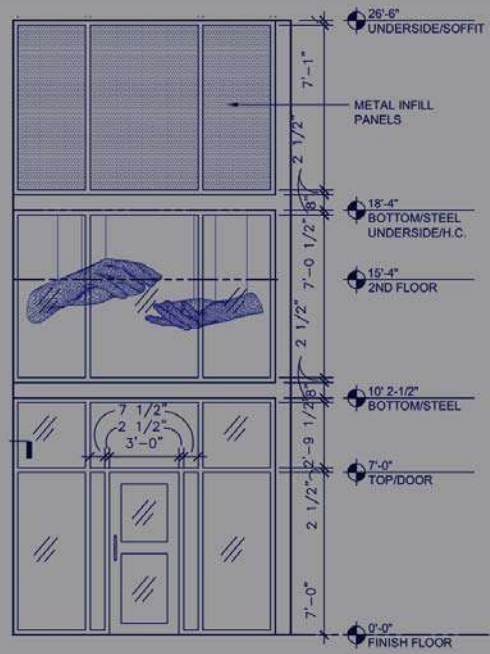 26'-6"
UNDERSIDE/SOFFIT
7'-1"
METAL INFILL
PANELS
2 1/2"
8"
18'-4"
BOTTOM/STEEL
UNDERSIDE/H.C.
7'-0 1/2"
15'-4"
2ND FLOOR
2 1/2"
8"
10' 2-1/2"
BOTTOM/STEEL
7 1/2"
2 1/2"
3'-0"
2'-9 1/2"
7'-0"
TOP/DOOR
2 1/2"
7'-0"
0'-0"
FINISH FLOOR